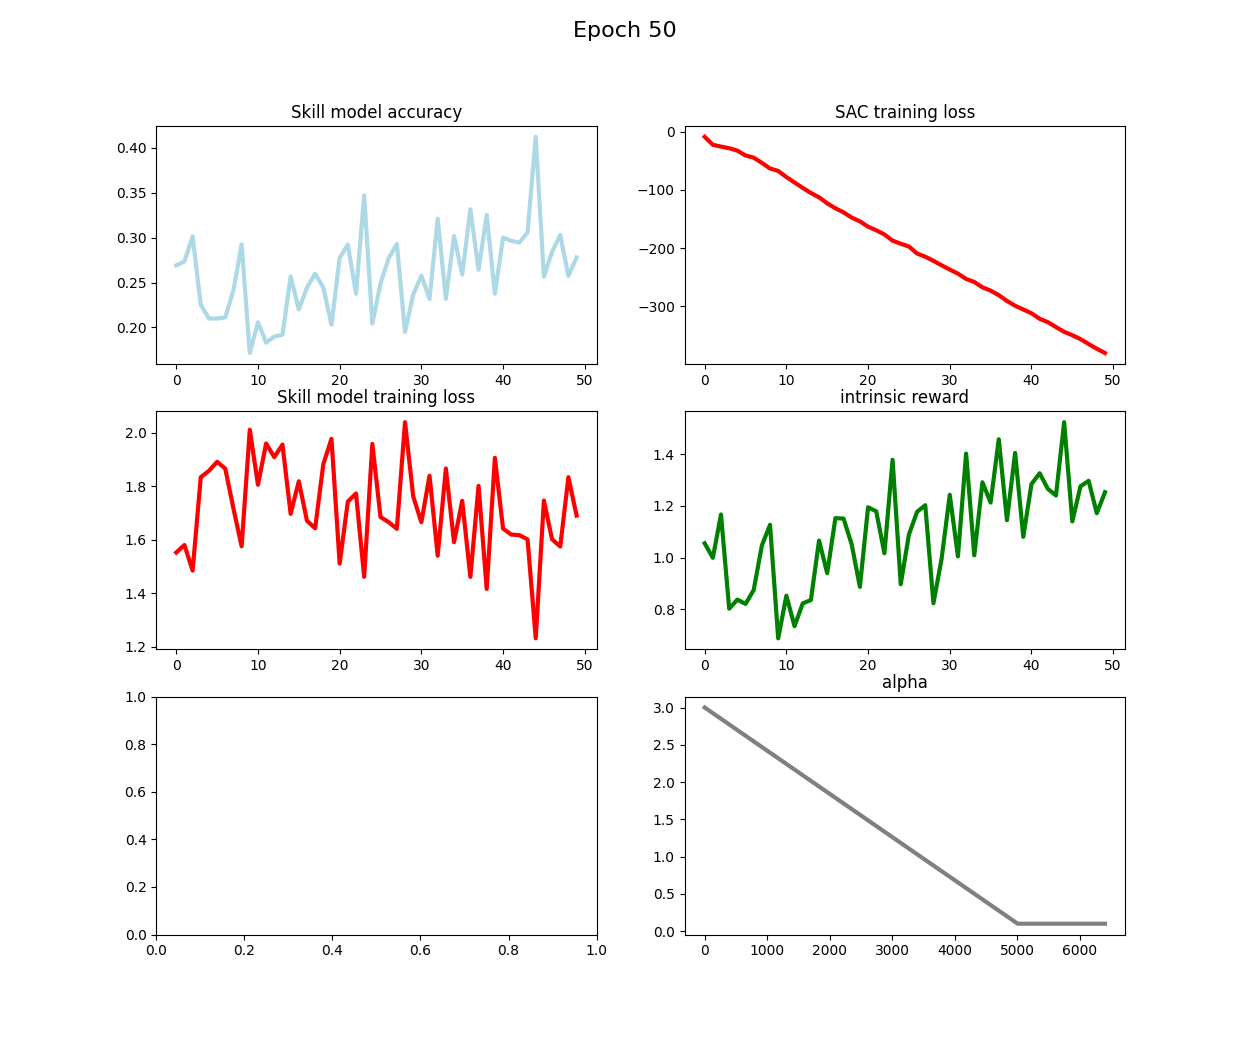 Epoch 50
Skill model accuracy
0.40
0.35
0.30
0.25
0.20
0 10 20 30 40 50
SAC training loss
0
−100
−200
−300
0 10 20 30 40 50
Skill model training loss
2.0
1.8
1.6
1.4
1.2
0 10 20 30 40 50
intrinsic reward
1.4
1.2
1.0
0.8
0 10 20 30 40 50
1.0
0.8
0.6
0.4
0.2
0.0
0.0 0.2 0.4 0.6 0.8 1.0
alpha
3.0
2.5
2.0
1.5
1.0
0.5
0.0
0 1000 2000 3000 4000 5000 6000